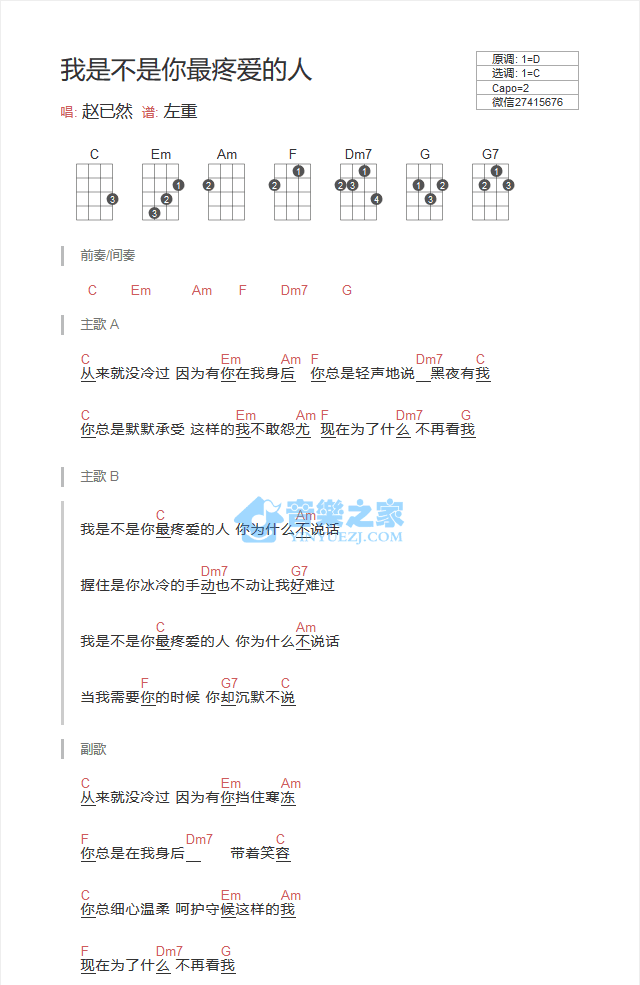 我是不是你最疼爱的人
原调: 1=D
选调: 1=C
Capo=2
微信27415676
唱: 赵已然 谱: 左重
C Em Am F Dm7 G G7
3 1 2 3 2 1 2 1 2 3 4 1 2 3 1 2 3
前奏/间奏
C Em Am F Dm7 G
主歌 A
C Em Am F Dm7 C
从来就没冷过 因为有你在我身后 你总是轻声地说__黑夜有我
C Em Am F Dm7 G
你总是默默承受 这样的我不敢怨尤 现在为了什么 不再看我
主歌 B
C Am
我是不是你最疼爱的人 你为什么不说话
音樂之家
YINYUEZJ.COM
Dm7 G7
握住是你冰冷的手动也不动让我好难过
C Am
我是不是你最疼爱的人 你为什么不说话
F G7 C
当我需要你的时候 你却沉默不说
副歌
C Em Am
从来就没冷过 因为有你挡住寒冻
F Dm7 C
你总是在我身后__ 带着笑容
C Em Am
你总细心温柔 呵护守候这样的我
F Dm7 G
现在为了什么 不再看我